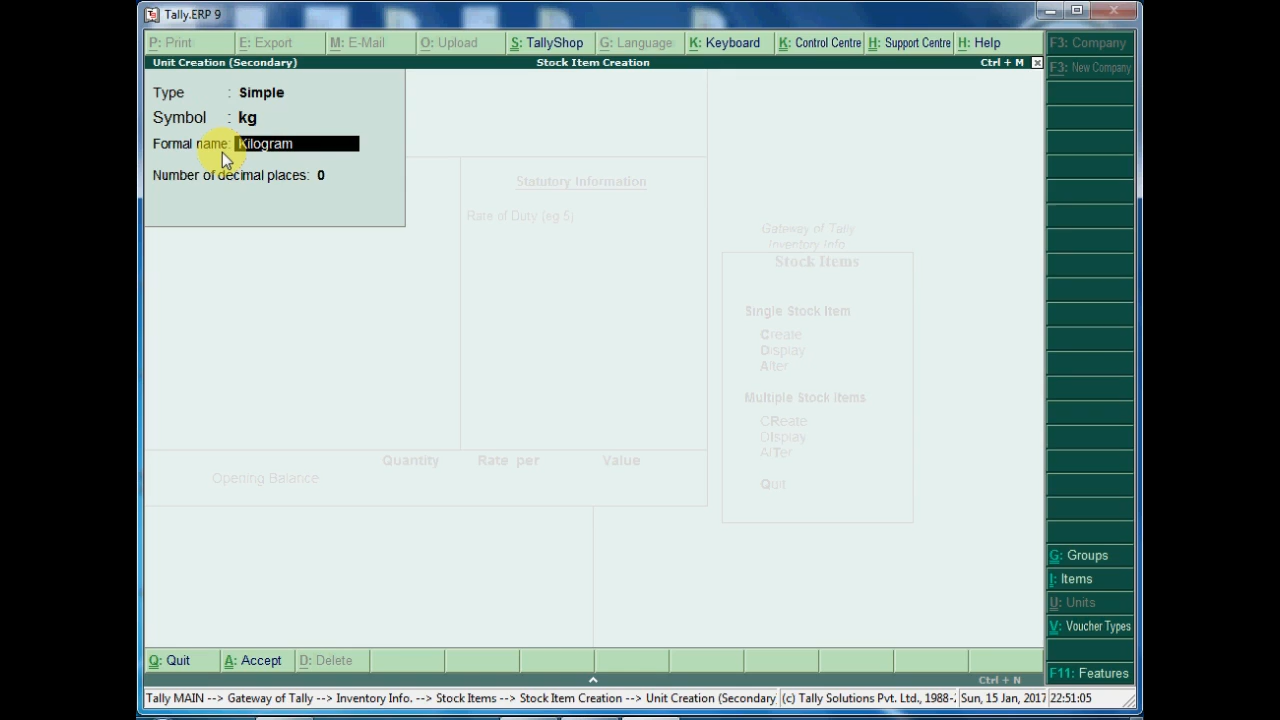 Tally.ERP 9
P: Print E: Export M: E-Mail O: Upload S: TallyShop G: Language K: Keyboard K: Control Centre H: Support Centre H: Help F3: Company
Unit Creation (Secondary) Stock Item Creation Ctrl + M x
F3: New Company
Type : Simple
Symbol : kg
Formal name: Kilogram
Number of decimal places: 0
Statutory Information
Rate of Duty (eg 5)
Gateway of Tally
Inventory Info.
Stock Items
Single Stock Item
Create
Display
Alter
Multiple Stock Items
CReate
DIsplay
AlTer
Quit
Quantity Rate per Value
Opening Balance
G: Groups
I: Items
U: Units
V: Voucher Types
F11: Features
Q: Quit A: Accept D: Delete
Ctrl + N
Tally MAIN --> Gateway of Tally --> Inventory Info. --> Stock Items --> Stock Item Creation --> Unit Creation (Secondary) (c) Tally Solutions Pvt. Ltd., 1988-2 Sun, 15 Jan, 2017 22:51:05